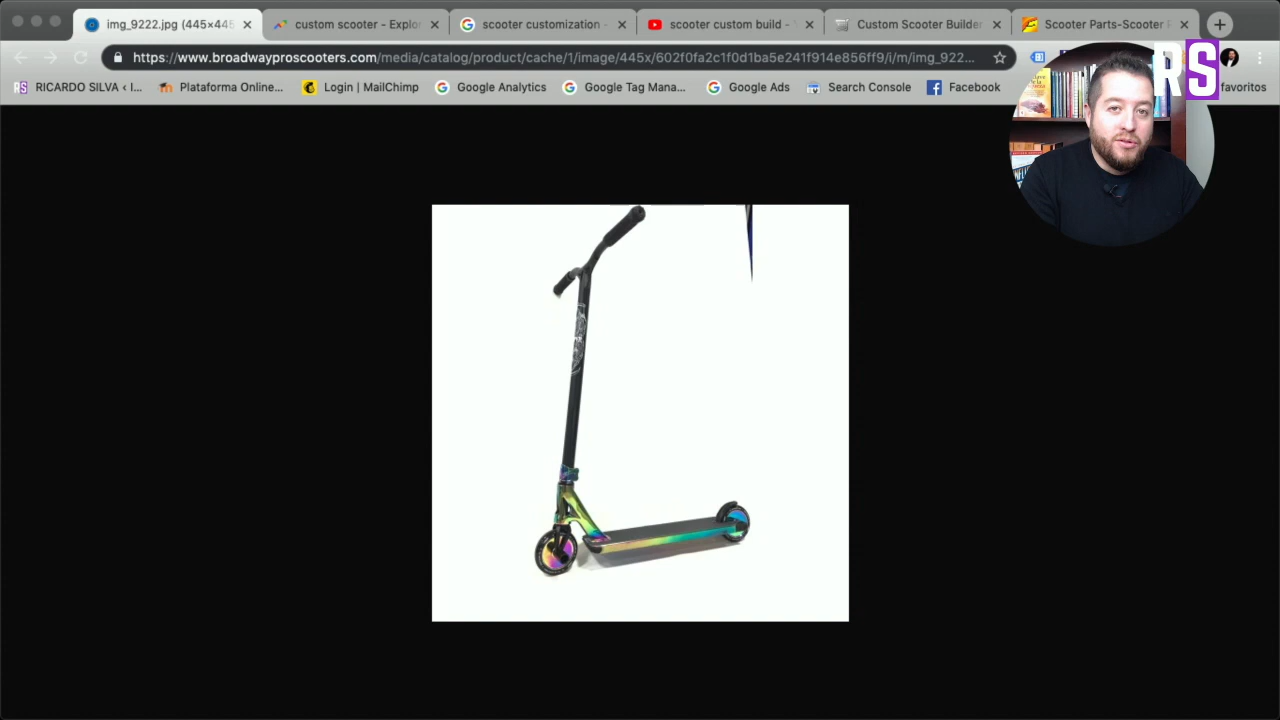 img_9222.jpg (445×445
custom scooter - Explo
scooter customization -
scooter custom build -
Custom Scooter Builder
Scooter Parts-Scooter
https://www.broadwayproscooters.com/media/catalog/product/cache/1/image/445x/602f0fa2c1f0d1ba5e241f914e856ff9/i/m/img_922...
RS
RICARDO SILVA ‹ I...
Plataforma Online...
Login | MailChimp
Google Analytics
Google Tag Mana...
Google Ads
Search Console
Facebook
favoritos